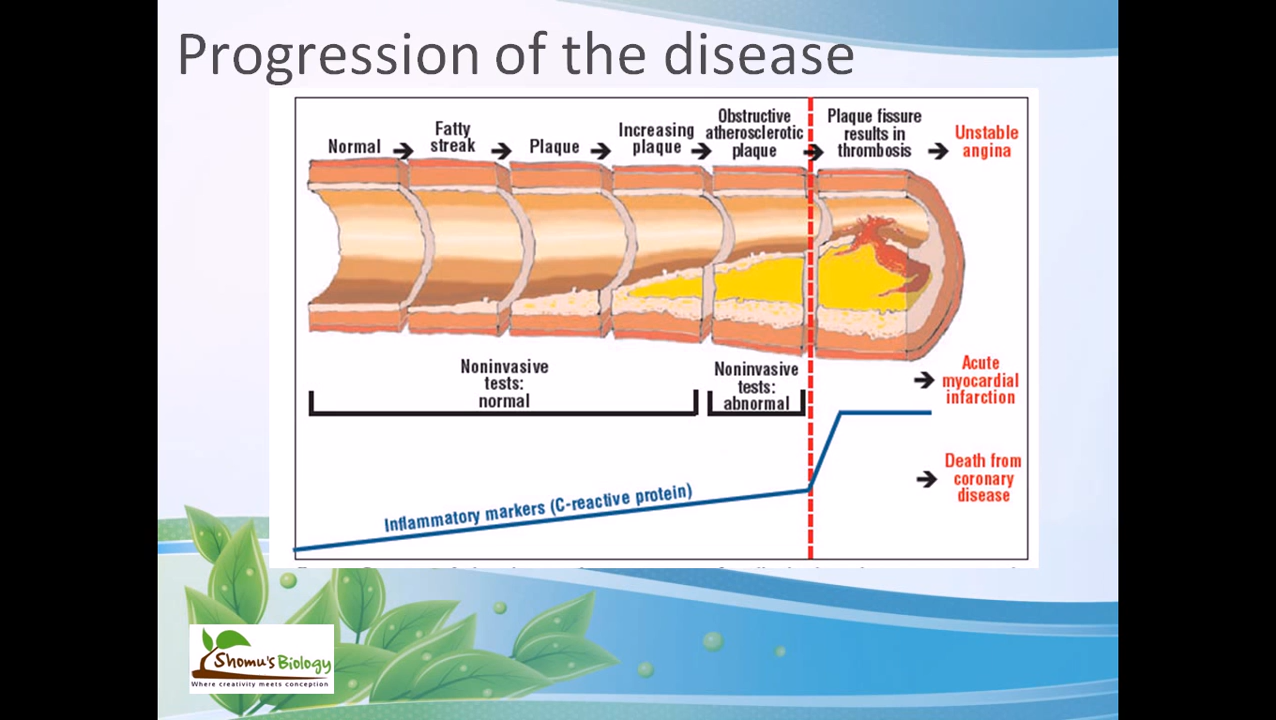 Progression of the disease
Normal
Fatty
streak
Plaque
Increasing
plaque
Obstructive
atherosclerotic
plaque
Plaque fissure
results in
thrombosis
Unstable
angina
Noninvasive
tests:
normal
Noninvasive
tests:
abnormal
Acute
myocardial
infarction
Inflammatory markers (C-reactive protein)
Death from
coronary
disease
Shomu's Biology
Where creativity meets conception